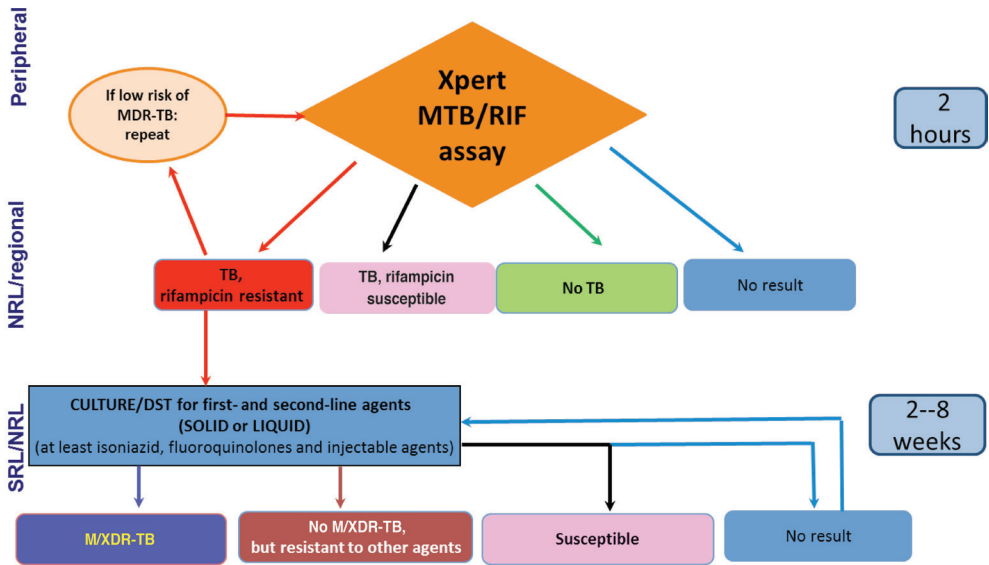 Peripheral
Xpert
MTB/RIF
assay
If low risk of
MDR-TB:
repeat
2
hours
NRL/regional
TB,
rifampicin resistant
TB, rifampicin
susceptible
No TB
No result
SRL/NRL
CULTURE/DST for first- and second-line agents
(SOLID or LIQUID)
(at least isoniazid, fluoroquinolones and injectable agents)
2--8
weeks
M/XDR-TB
No M/XDR-TB,
but resistant to other agents
Susceptible
No result